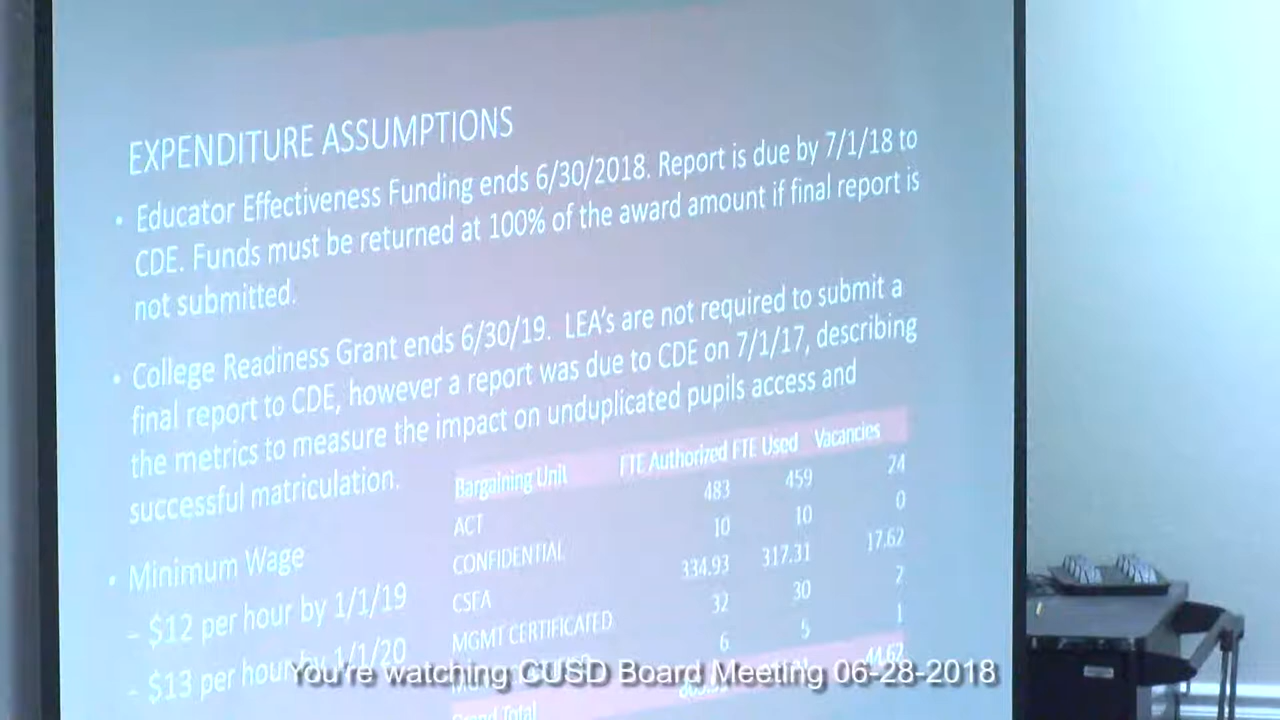 EXPENDITURE ASSUMPTIONS
• Educator Effectiveness Funding ends 6/30/2018. Report is due by 7/1/18 to
CDE. Funds must be returned at 100% of the award amount if final report is
not submitted.
• College Readiness Grant ends 6/30/19. LEA's are not required to submit a
final report to CDE, however a report was due to CDE on 7/1/17, describing
the metrics to measure the impact on unduplicated pupils access and
successful matriculation.
• Minimum Wage
– $12 per hour by 1/1/19
– $13 per hour by 1/1/20
Bargaining Unit FTE Authorized FTE Used Vacancies
ACT 483 459 24
CONFIDENTIAL 10 10 0
CSEA 334.93 317.31 17.62
MGMT CERTIFICATED 32 30 2
6 5 1
Grand Total 44.62
You're watching CUSD Board Meeting 06-28-2018